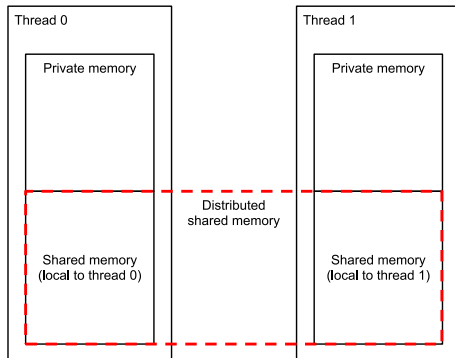 Thread 0
Thread 1
Private memory
Private memory
Distributed
shared memory
Shared memory
(local to thread 0)
Shared memory
(local to thread 1)